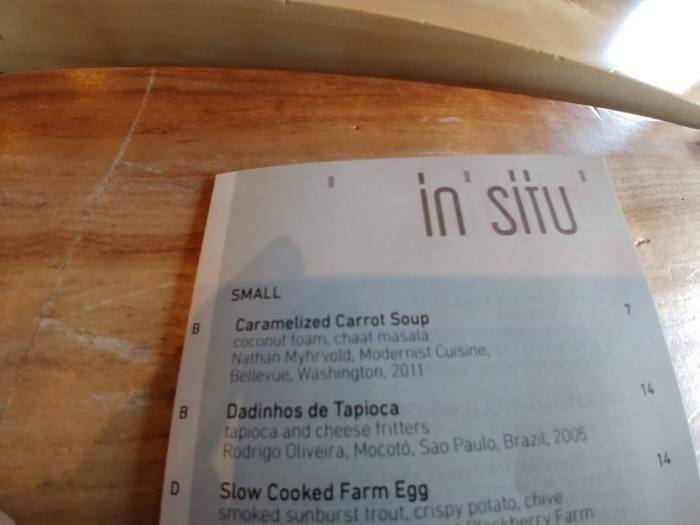 in situ
SMALL
B Caramelized Carrot Soup 7
coconut foam, chaat masala
Nathan Myhrvold, Modernist Cuisine,
Bellevue, Washington, 2011
B Dadinhos de Tapioca 14
tapioca and cheese fritters
Rodrigo Oliveira, Mocotó, Sao Paulo, Brazil, 2005
D Slow Cooked Farm Egg 14
smoked sunburst trout, crispy potato, chive
Blackberry Farm